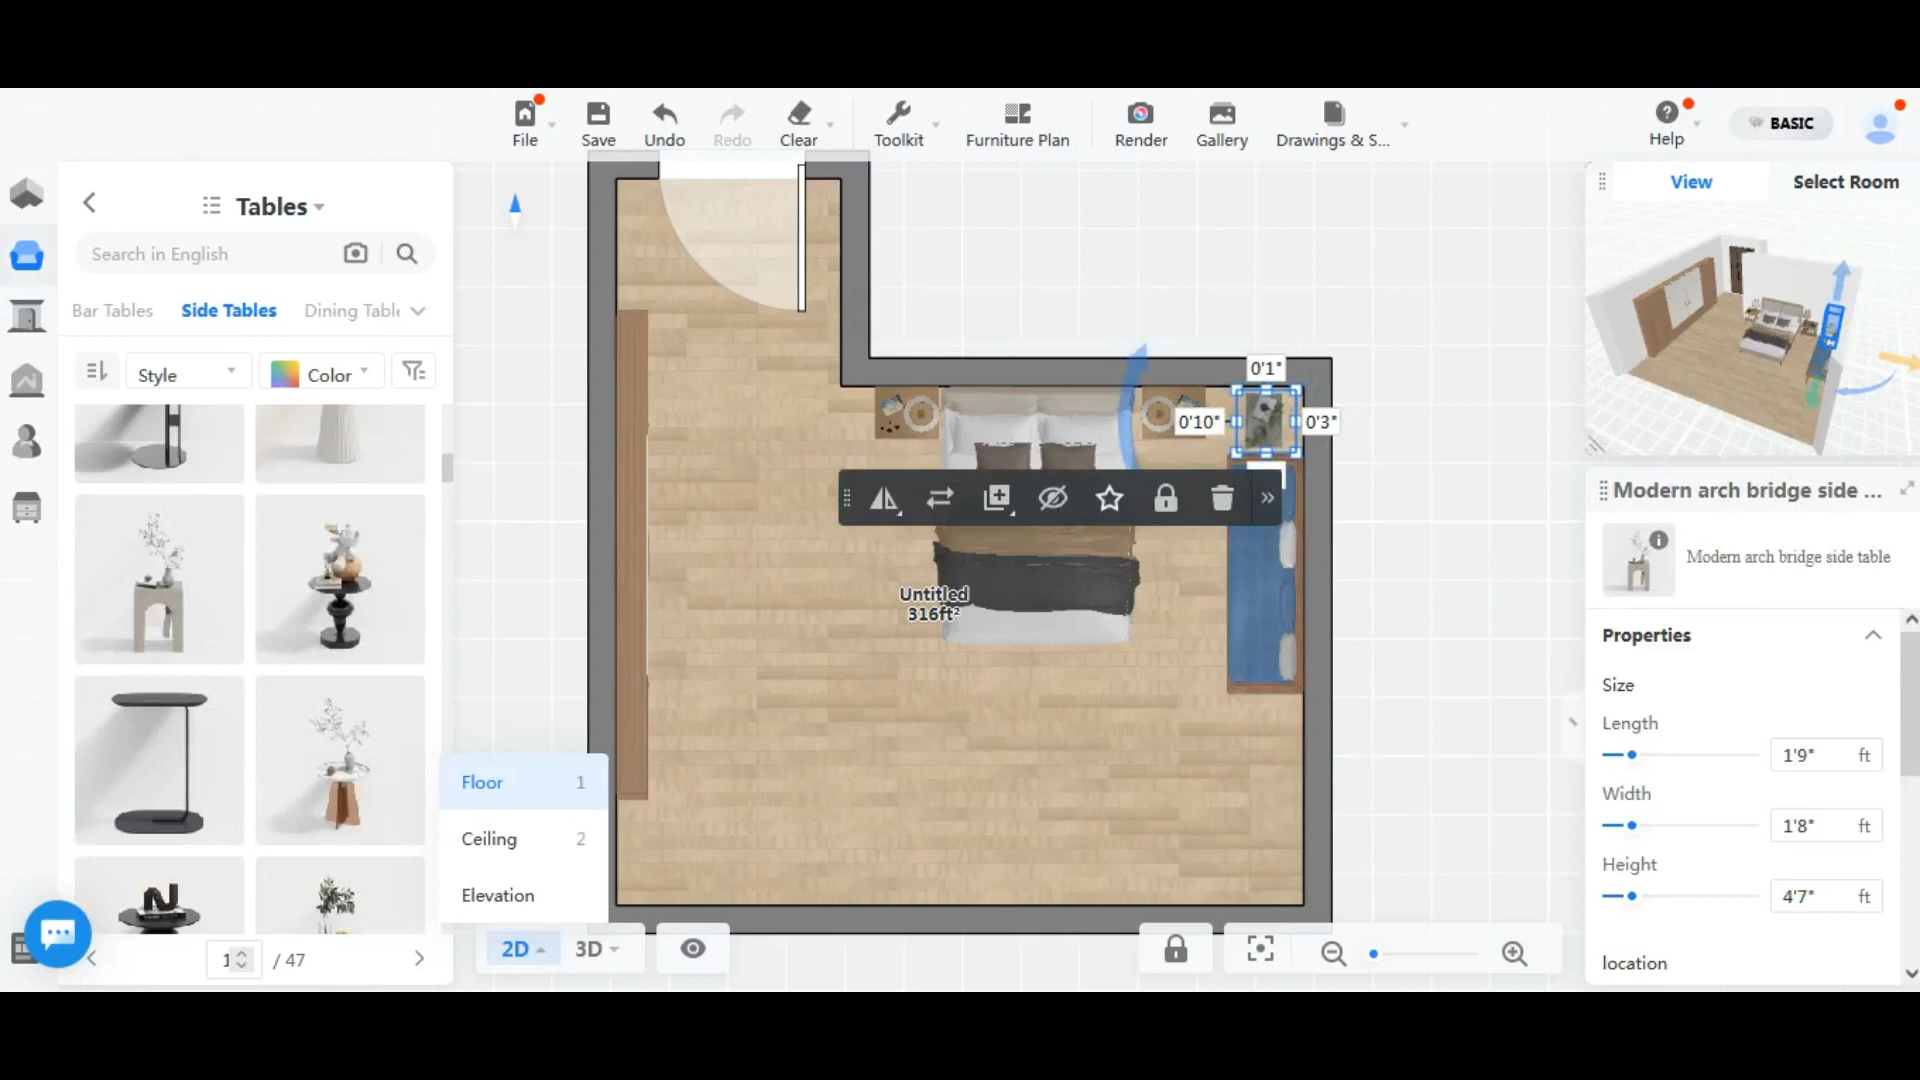 File
Save
Undo
Redo
Clear
Toolkit
Furniture Plan
Render
Gallery
Drawings & S...
Help
BASIC
Tables
Search in English
Bar Tables
Side Tables
Dining Table
Style
Color
1 / 47
Floor 1
Ceiling 2
Elevation
2D
3D
0'1"
0'10"
0'3"
Untitled
316ft²
View
Select Room
Modern arch bridge side ...
Modern arch bridge side table
Properties
Size
Length
1'9" ft
Width
1'8" ft
Height
4'7" ft
location